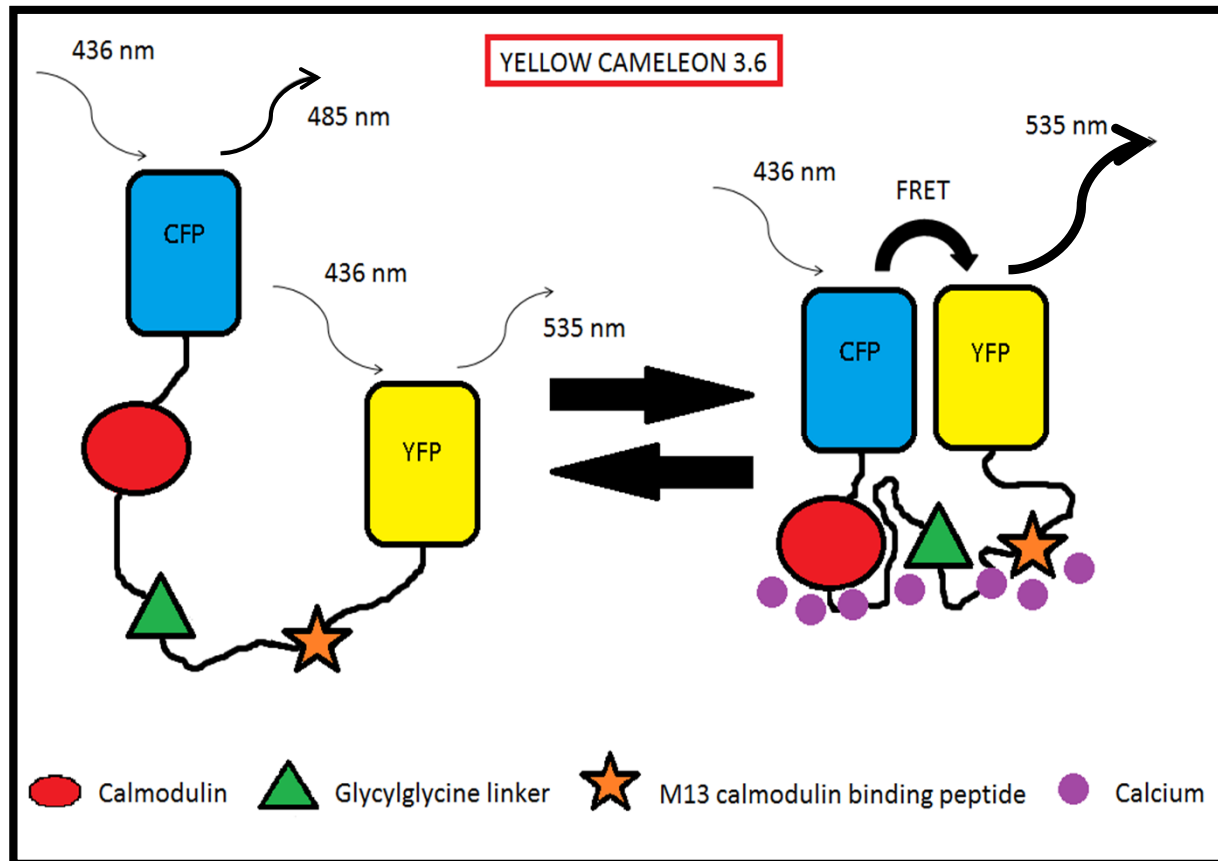 YELLOW CAMELEON 3.6
436 nm
485 nm
CFP
436 nm
535 nm
YFP
436 nm
FRET
535 nm
CFP
YFP
Calmodulin
Glycylglycine linker
M13 calmodulin binding peptide
Calcium